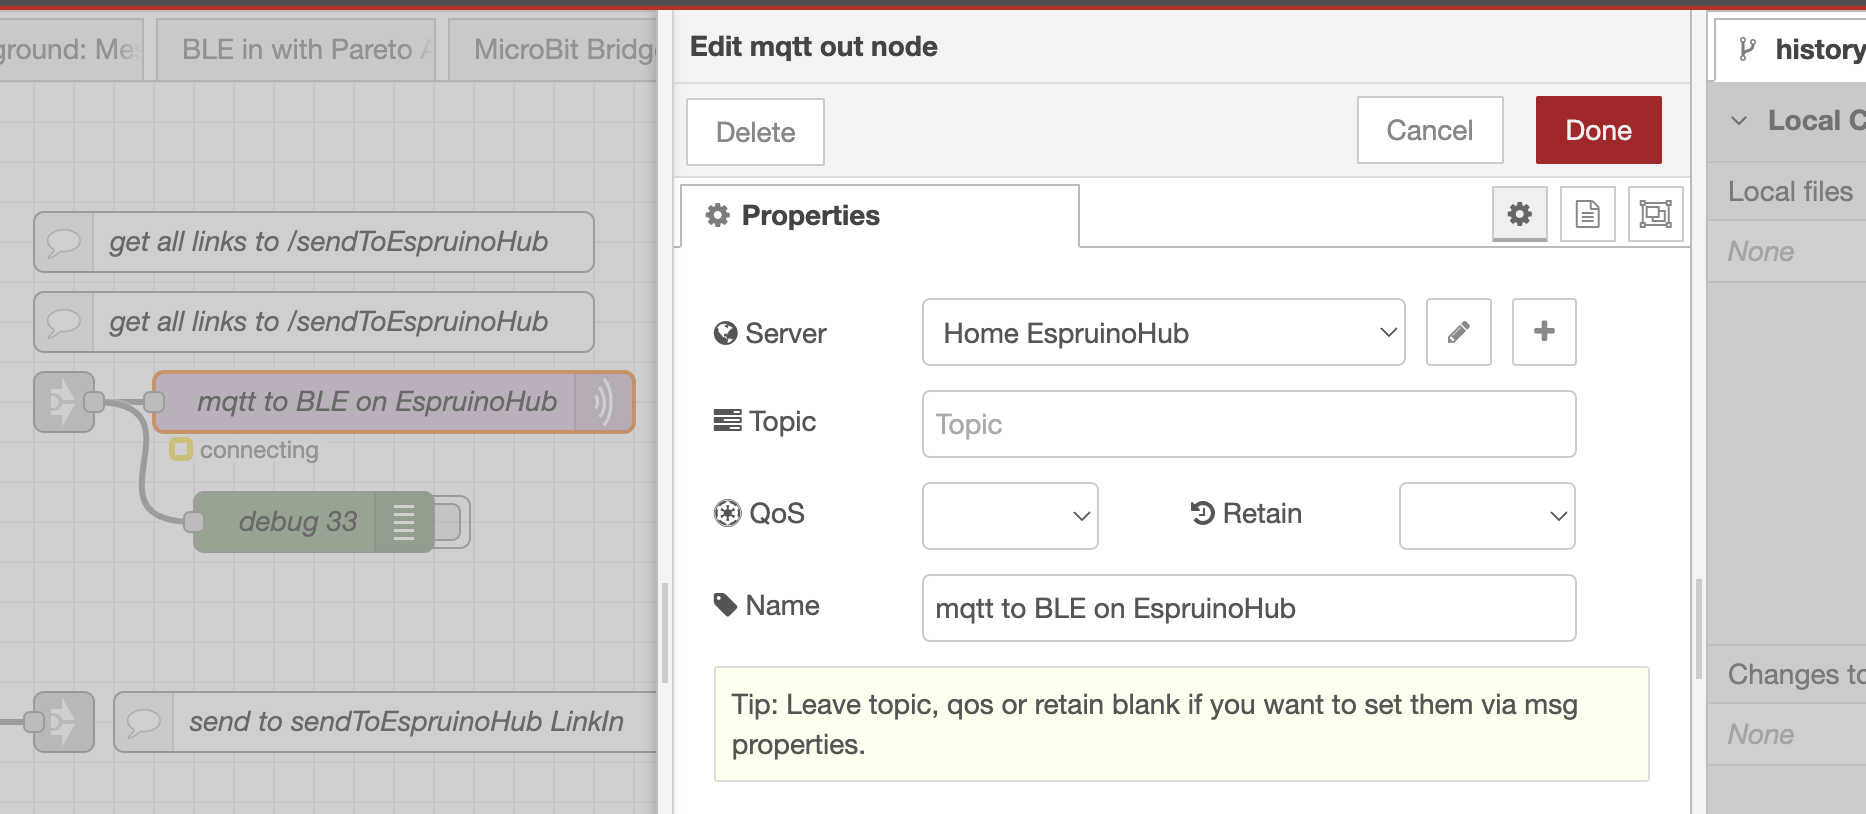 ground: Mes
BLE in with Pareto A
MicroBit Bridge
get all links to /sendToEspruinoHub
get all links to /sendToEspruinoHub
mqtt to BLE on EspruinoHub
connecting
debug 33
send to sendToEspruinoHub LinkIn
Edit mqtt out node
Delete
Cancel
Done
Properties
Server
Home EspruinoHub
Topic
Topic
QoS
Retain
Name
mqtt to BLE on EspruinoHub
Tip: Leave topic, qos or retain blank if you want to set them via msg
properties.
history
Local C
Local files
None
Changes to
None